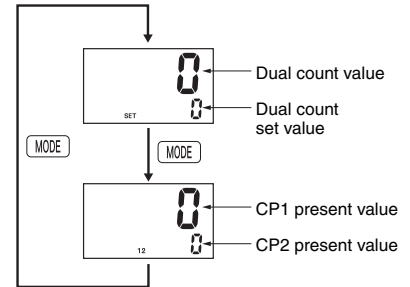 0
Dual count value
SET
0
Dual count
set value
MODE
MODE
0
CP1 present value
12
0
CP2 present value